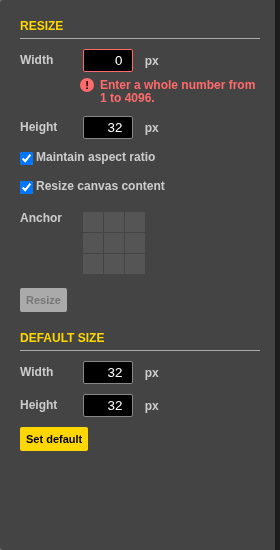 RESIZE
Width 0 px
! Enter a whole number from
1 to 4096.
Height 32 px
Maintain aspect ratio
Resize canvas content
Anchor
Resize
DEFAULT SIZE
Width 32 px
Height 32 px
Set default